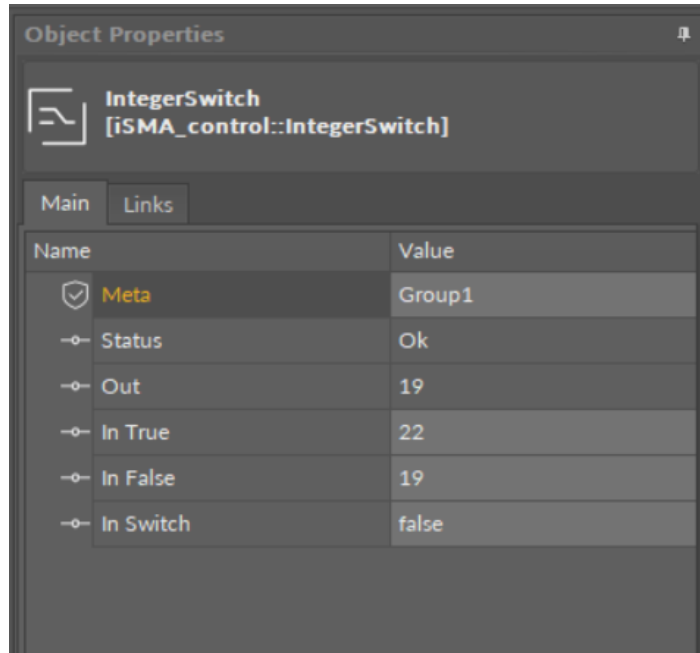 Object Properties
IntegerSwitch
[iSMA_control::IntegerSwitch]
Main Links
Name Value
Meta Group1
Status Ok
Out 19
In True 22
In False 19
In Switch false